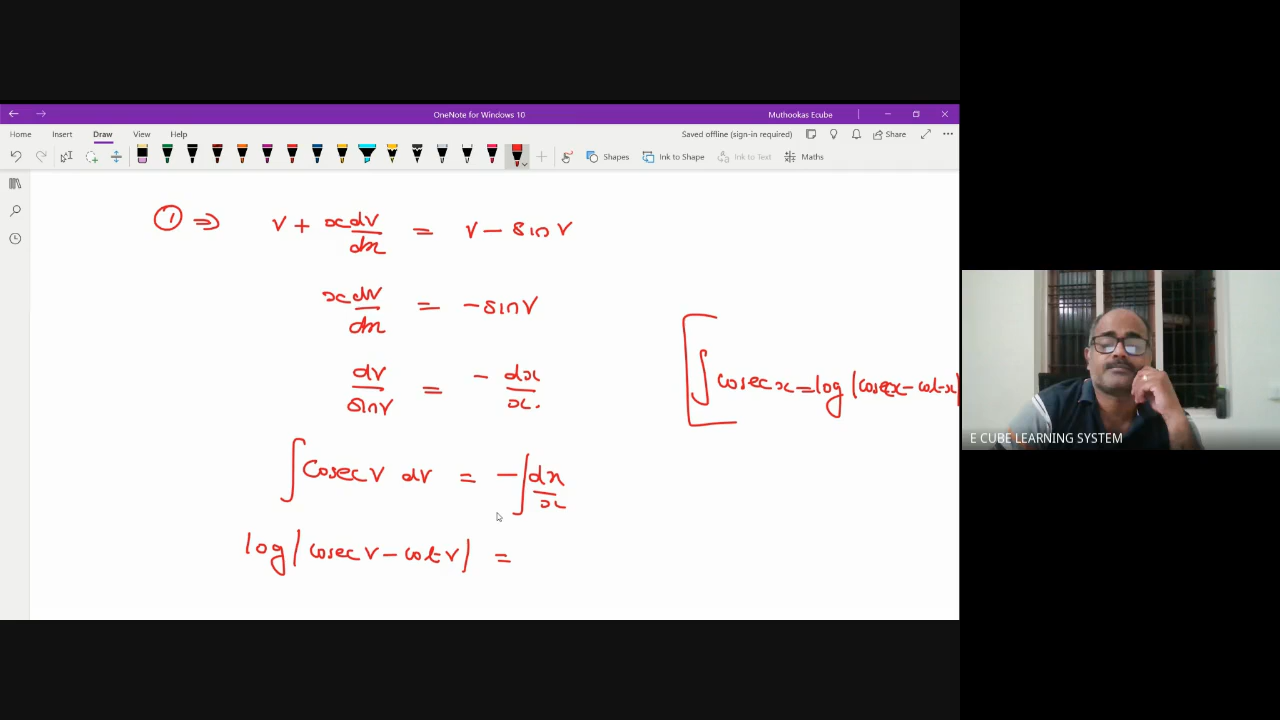 OneNote for Windows 10
Muthookas Ecube
Home Insert Draw View Help
Saved offline (sign-in required)
Share
Shapes Ink to Shape Ink to Text Maths
① ⇒ v + x dv/dx = v - sin v
x dv/dx = - sin v
dv/sin v = - dx/x.
∫ cosec x = log |cosec x - cot x|
∫ cosec v dv = - ∫ dx/x
log | cosec v - cot v | =
E CUBE LEARNING SYSTEM